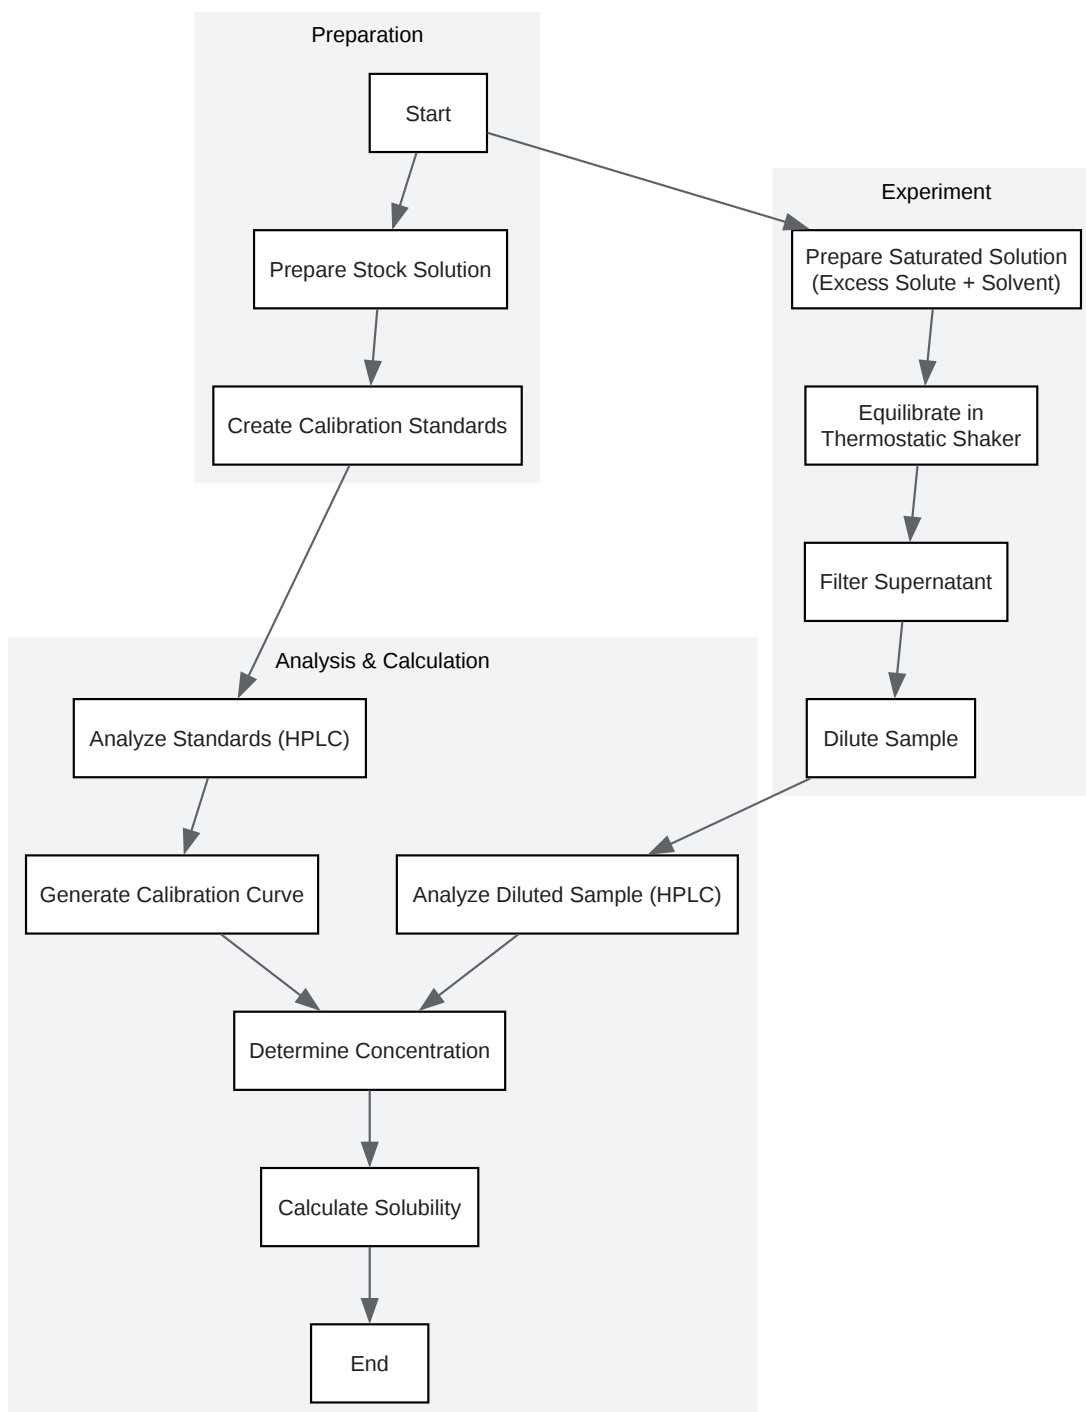 Preparation
Start
Prepare Stock Solution
Create Calibration Standards
Experiment
Prepare Saturated Solution
(Excess Solute + Solvent)
Equilibrate in
Thermostatic Shaker
Filter Supernatant
Dilute Sample
Analysis & Calculation
Analyze Standards (HPLC)
Generate Calibration Curve
Analyze Diluted Sample (HPLC)
Determine Concentration
Calculate Solubility
End